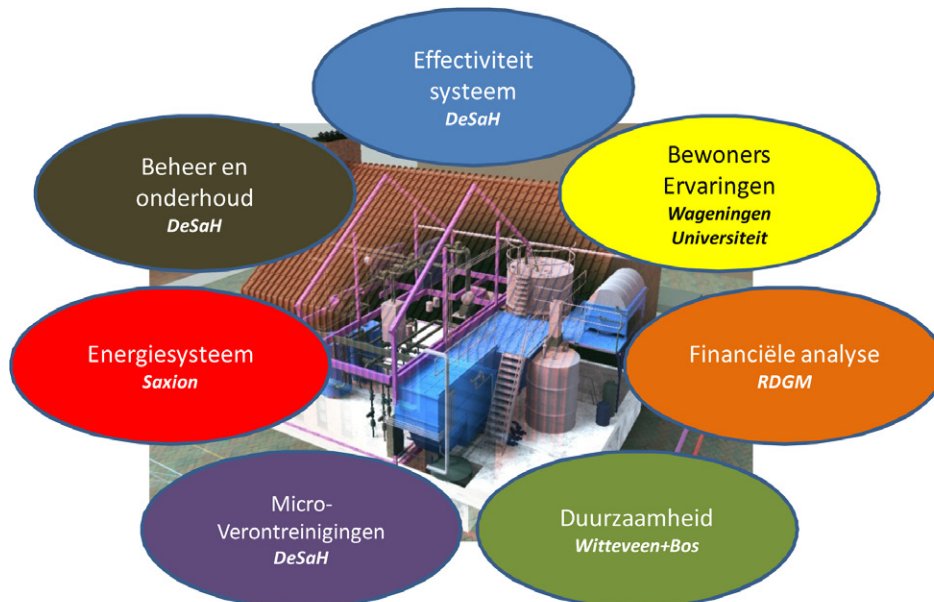 Effectiviteit
systeem
DeSaH
Beheer en
onderhoud
DeSaH
Bewoners
Ervaringen
Wageningen
Universiteit
Energiesysteem
Saxion
Financiële analyse
RDGM
Micro-
Verontreinigingen
DeSaH
Duurzaamheid
Witteveen+Bos